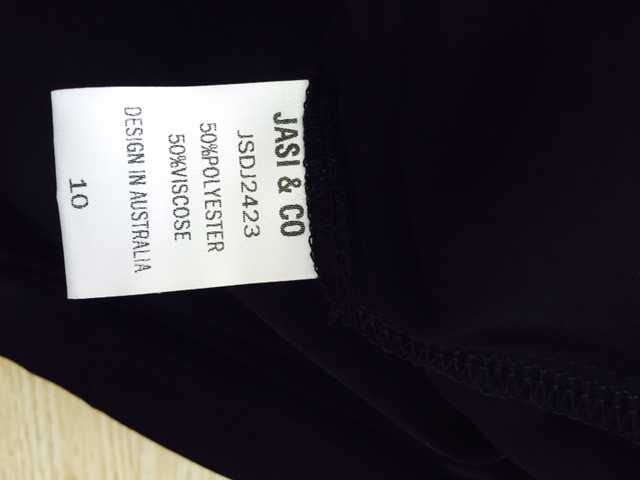 JASI & CO
JSDJ2423
50%POLYESTER
50%VISCOSE
DESIGN IN AUSTRALIA
10